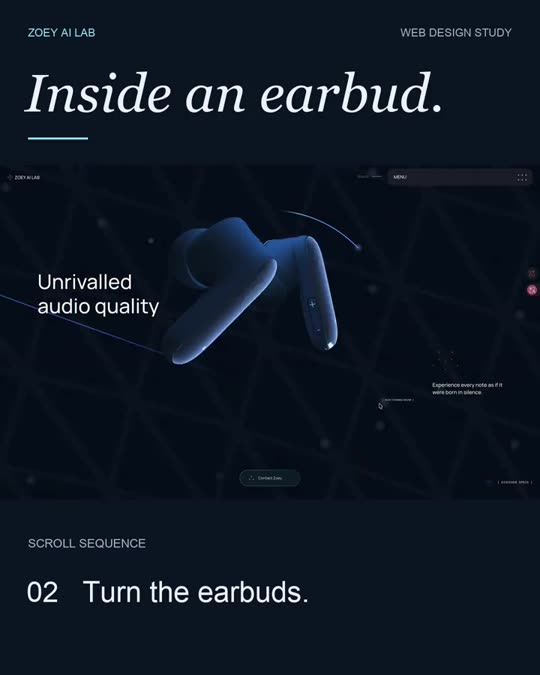 ZOEY AI LAB
WEB DESIGN STUDY
Inside an earbud.
ZOEY AI LAB
MENU
Unrivalled
audio quality
Experience every note as if it
were born in silence.
Contact Zoey
SCROLL SEQUENCE
02 Turn the earbuds.